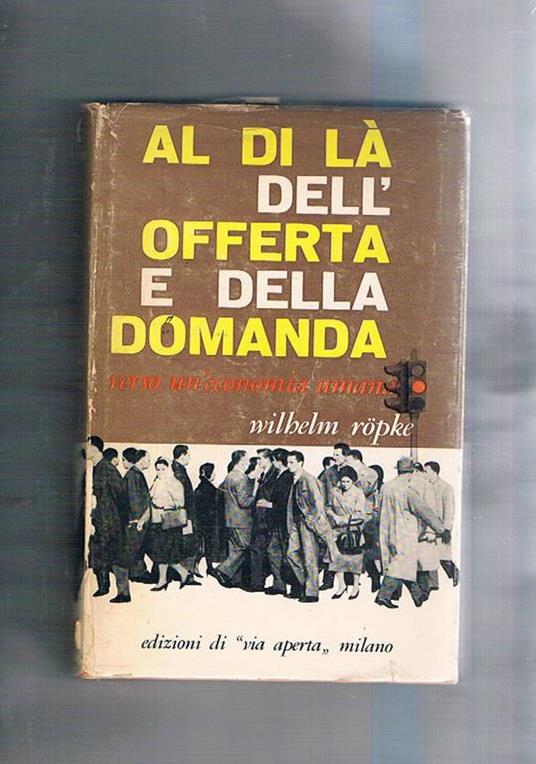 AL DI LÀ
DELL'
OFFERTA
E DELLA
DOMANDA
verso un'economia umana
wilhelm röpke
edizioni di "via aperta„ milano